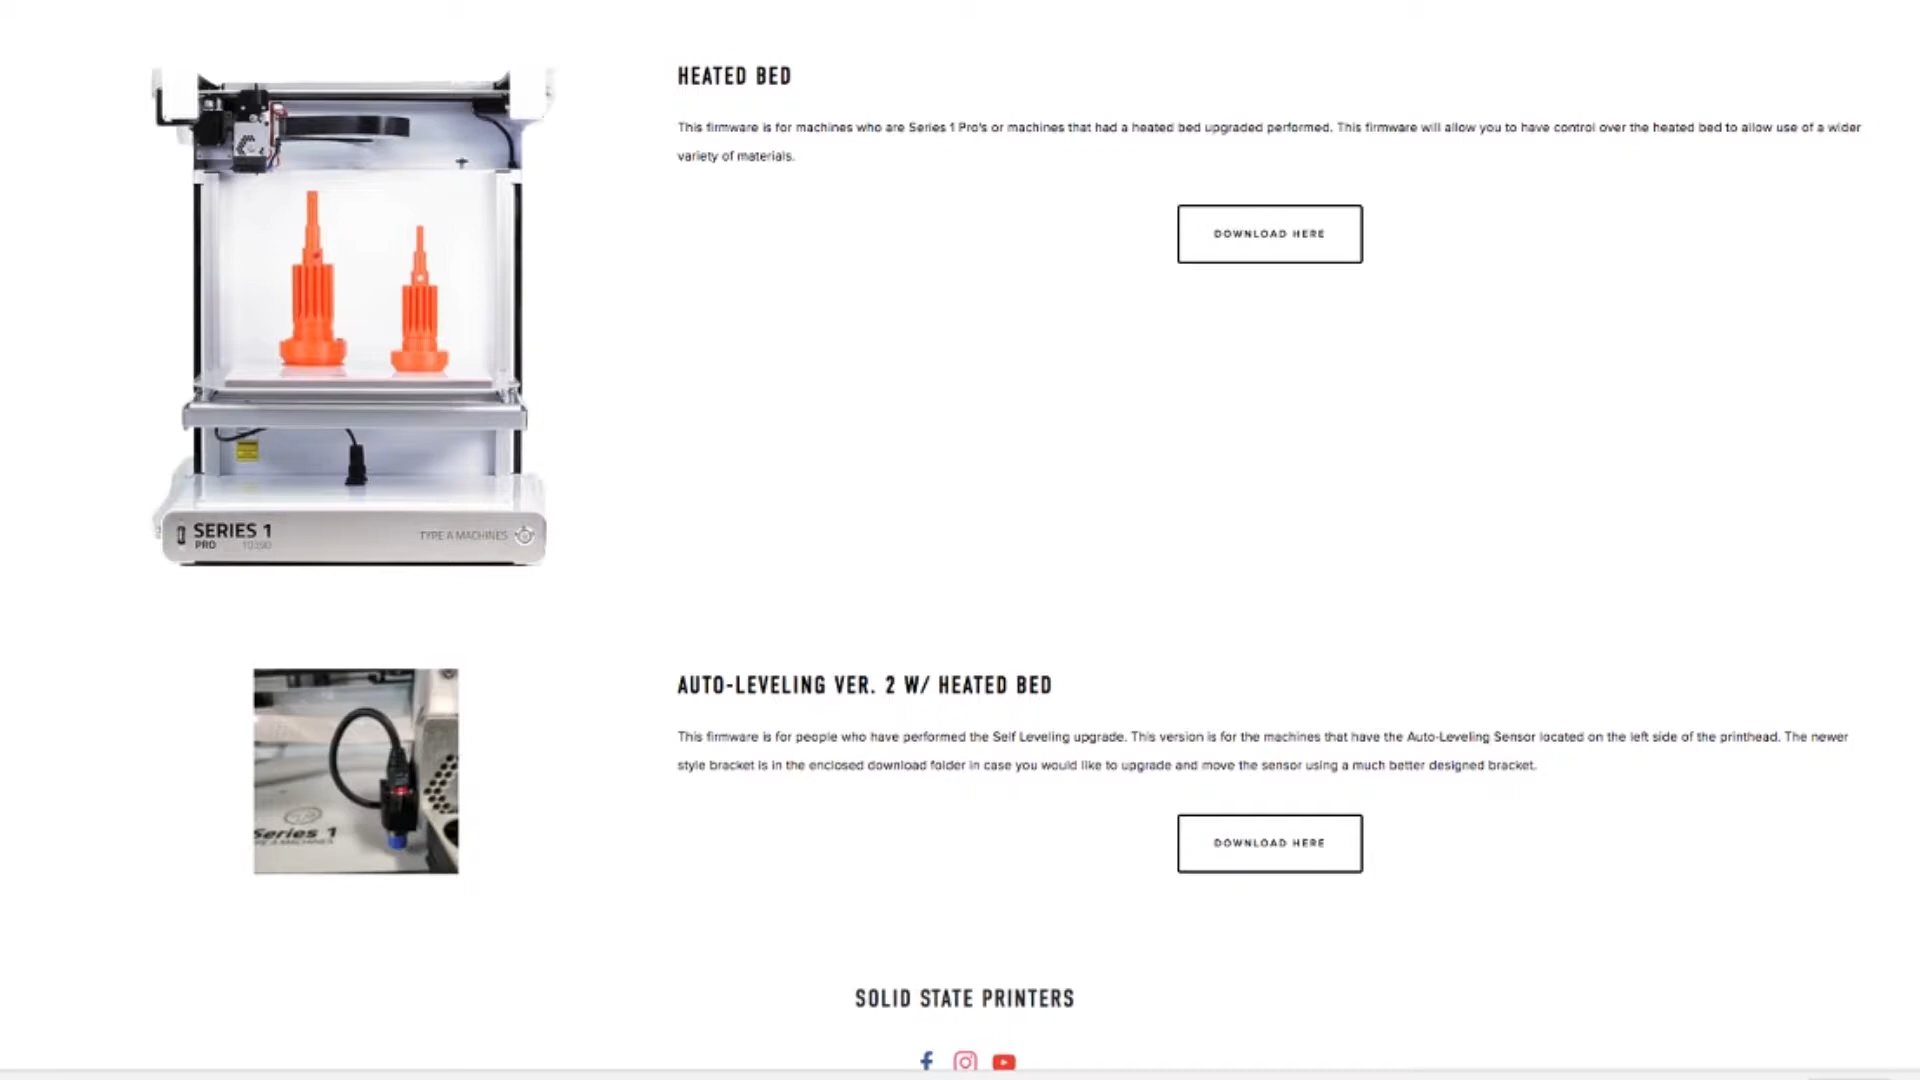 HEATED BED
This firmware is for machines who are Series 1 Pro's or machines that had a heated bed upgraded performed. This firmware will allow you to have control over the heated bed to allow use of a wider
variety of materials.
DOWNLOAD HERE
SERIES 1
PRO
TYPE A MACHINES
AUTO-LEVELING VER. 2 W/ HEATED BED
This firmware is for people who have performed the Self Leveling upgrade. This version is for the machines that have the Auto-Leveling Sensor located on the left side of the printhead. The newer
style bracket is in the enclosed download folder in case you would like to upgrade and move the sensor using a much better designed bracket.
Series 1
DOWNLOAD HERE
SOLID STATE PRINTERS